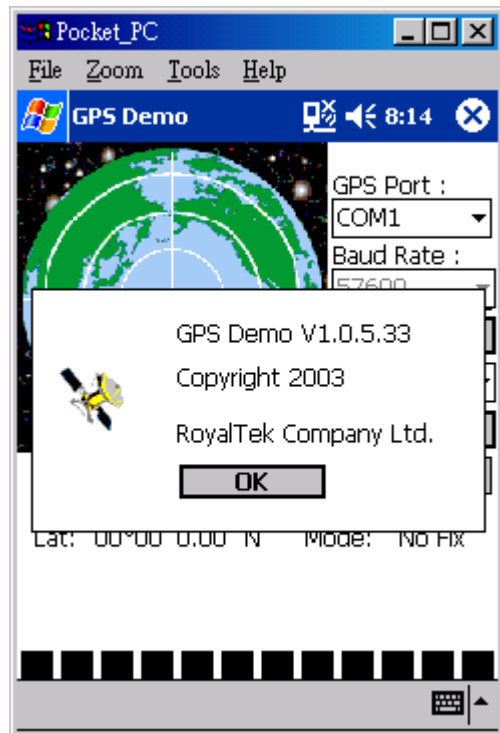 Pocket_PC
File Zoom Tools Help
GPS Demo 8:14
GPS Port :
COM1
Baud Rate :
57600
GPS Demo V1.0.5.33
Copyright 2003
RoyalTek Company Ltd.
OK
Lat: 00°00 0.00 N Mode: No Fix